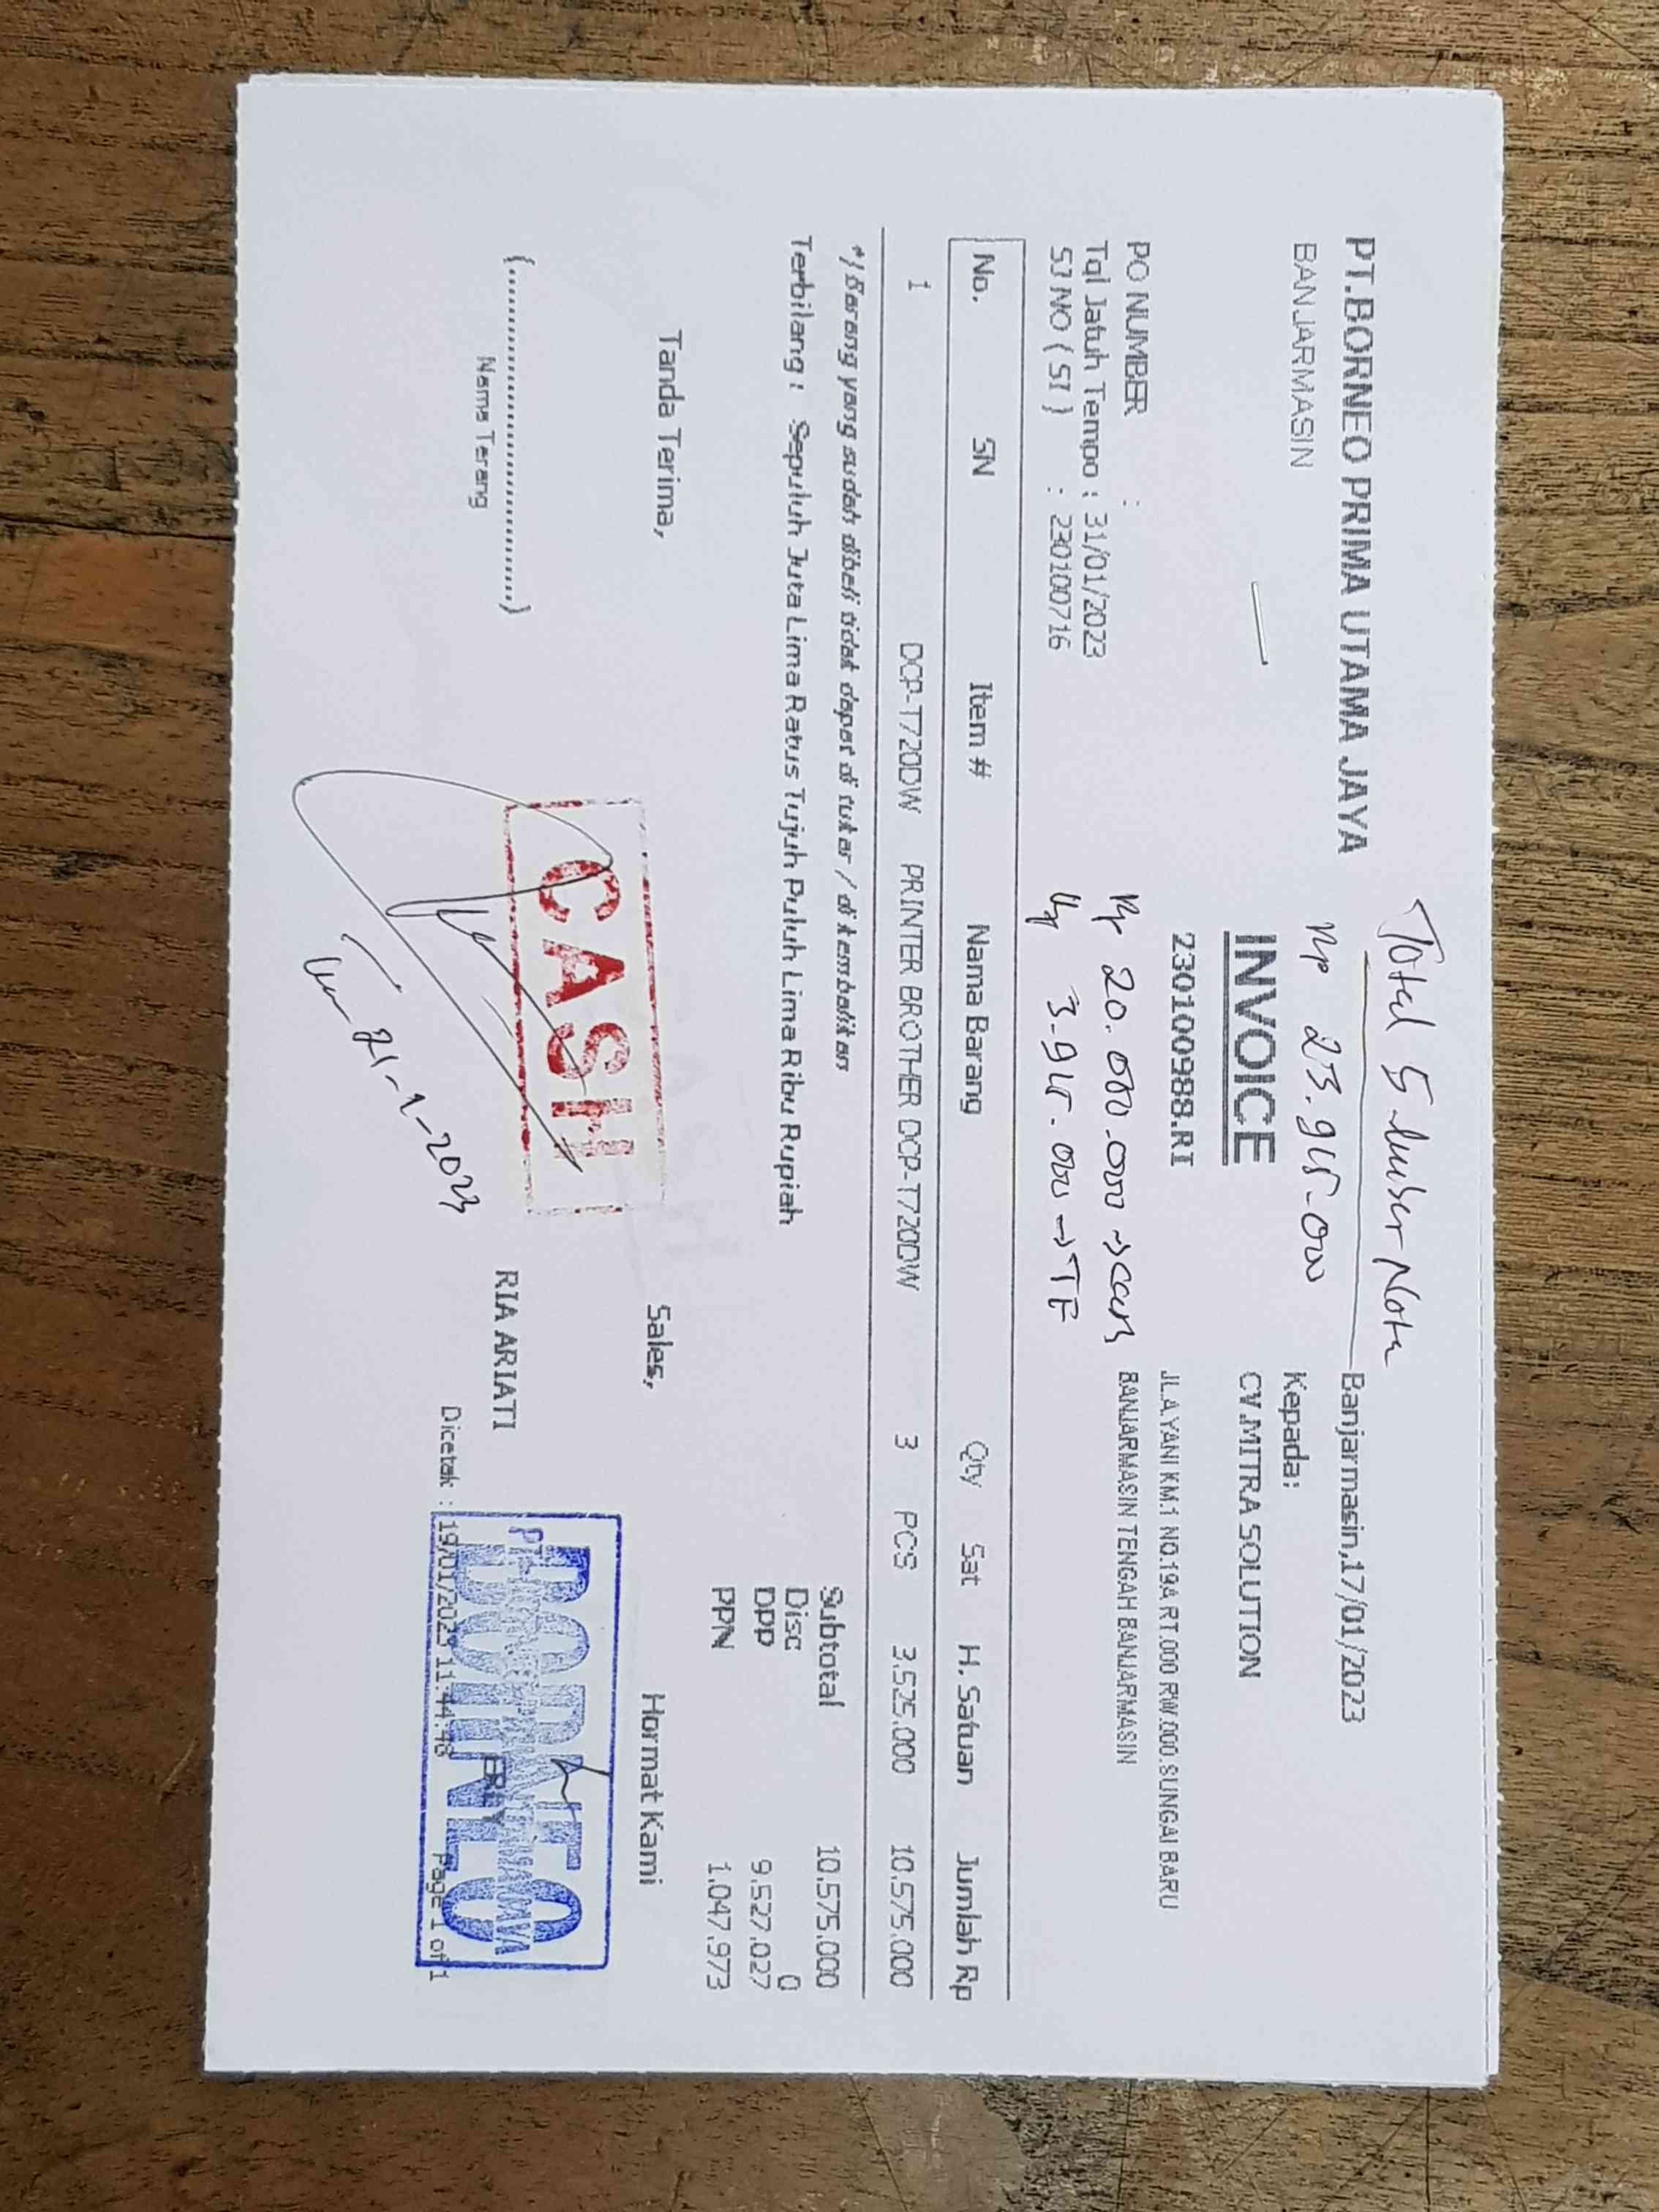 Total 5 lember Nota
Rp 23.945.000
PT.BORNEO PRIMA UTAMA JAYA
BANJARMASIN
Banjarmasin,17/01/2023
Kepada:
CV.MITRA SOLUTION
JL.A.YANI KM.1 NO.19A RT.000 RW.000.SUNGAI BARU
BANJARMASIN TENGAH BANJARMASIN
INVOICE
230100988.RI
Rp 20.000.000 → cash
Rp 3.945.000 → TF
PO NUMBER :
Tgl Jatuh Tempo : 31/01/2023
SJ NO ( SI ) : 230100716
No. SN Item # Nama Barang Qty Sat H. Satuan Jumlah Rp
1 DCP-T720DW PRINTER BROTHER DCP-T720DW 3 PCS 3.525.000 10.575.000
*) Barang yang sudah dibeli tidak dapat di tukar / di kembalikan
Terbilang : Sepuluh Juta Lima Ratus Tujuh Puluh Lima Ribu Rupiah
Subtotal 10.575.000
Disc 0
DPP 9.527.027
PPN 1.047.973
Tanda Terima, Sales, Hormat Kami
CASH
(..............................)
Nama Terang
RIA ARIATI
BORNEO
21-1-2023
Dicetak : 19/01/2023 11:44:48 Page 1 of 1